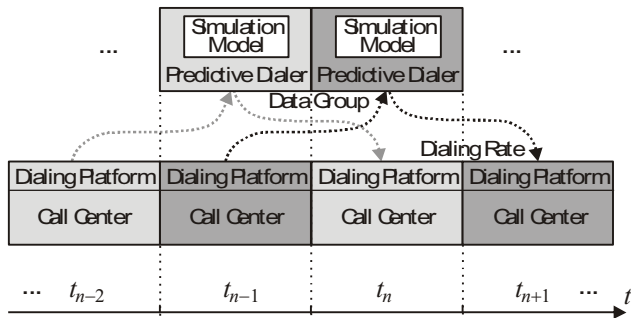 ... Simulation Model Simulation Model ...
Predictive Dialer Predictive Dialer
Data Group
Dialing Rate
Dialing Platform Dialing Platform Dialing Platform Dialing Platform
Call Center Call Center Call Center Call Center
... tn−2 tn−1 tn tn+1 ... t